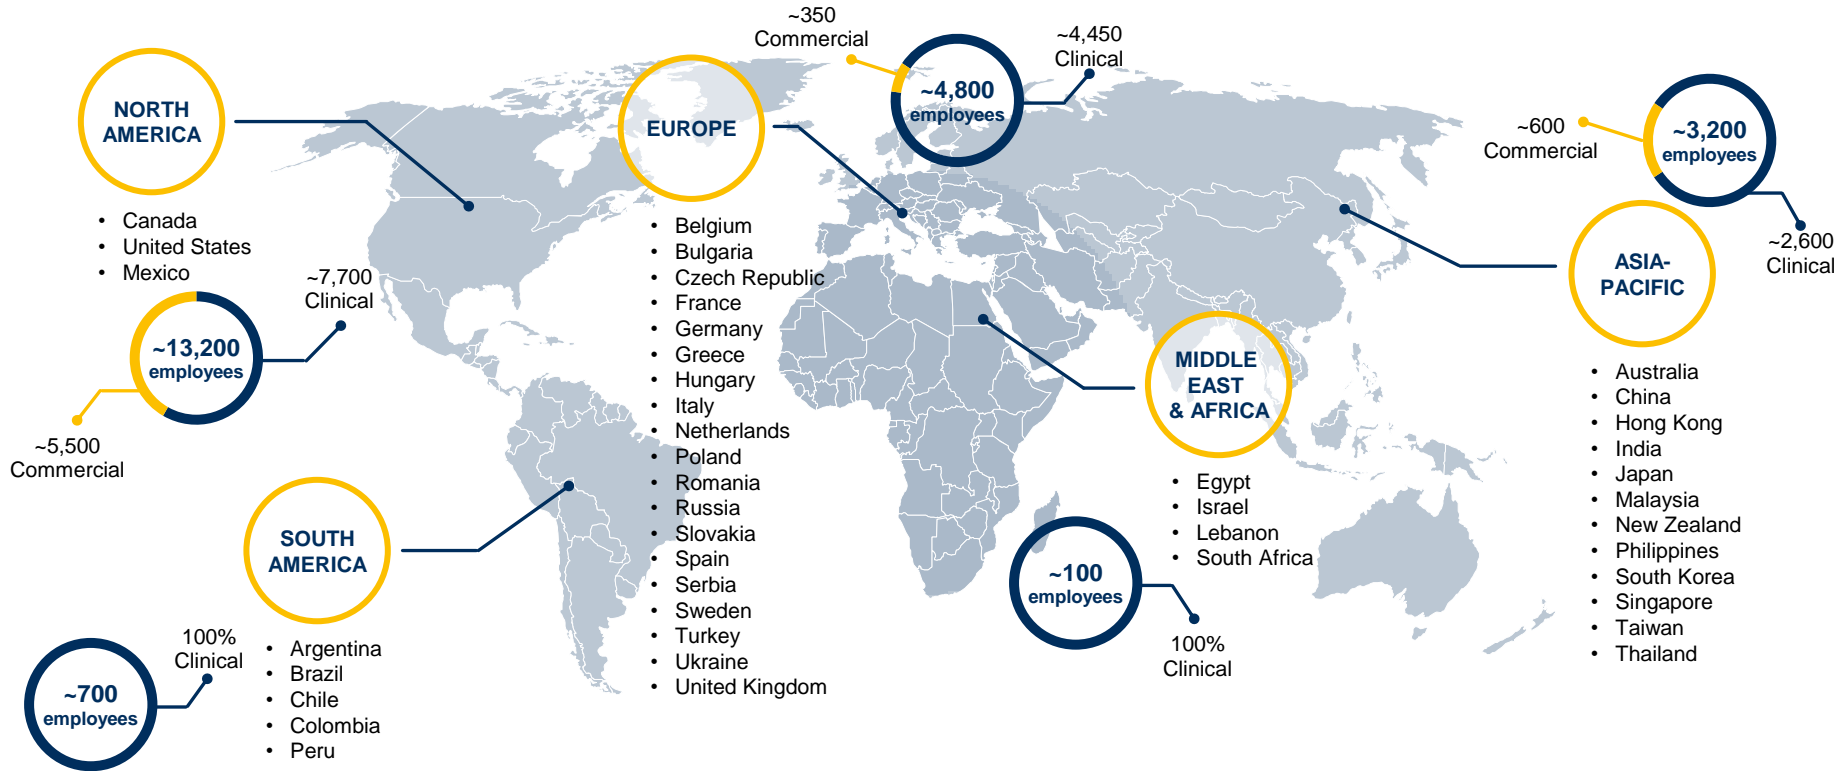 NORTH
AMERICA
• Canada
• United States
• Mexico
~13,200
employees
~7,700
Clinical
~5,500
Commercial
SOUTH
AMERICA
• Argentina
• Brazil
• Chile
• Colombia
• Peru
~700
employees
100%
Clinical
EUROPE
• Belgium
• Bulgaria
• Czech Republic
• France
• Germany
• Greece
• Hungary
• Italy
• Netherlands
• Poland
• Romania
• Russia
• Slovakia
• Spain
• Serbia
• Sweden
• Turkey
• Ukraine
• United Kingdom
~350
Commercial
~4,800
employees
~4,450
Clinical
MIDDLE
EAST
& AFRICA
• Egypt
• Israel
• Lebanon
• South Africa
~100
employees
100%
Clinical
~600
Commercial
~3,200
employees
~2,600
Clinical
ASIA-
PACIFIC
• Australia
• China
• Hong Kong
• India
• Japan
• Malaysia
• New Zealand
• Philippines
• South Korea
• Singapore
• Taiwan
• Thailand